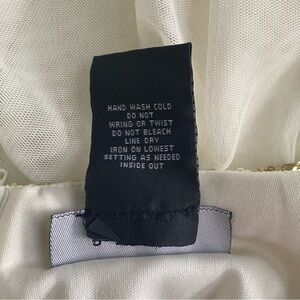 HAND WASH COLD
DO NOT
WRING OR TWIST
DO NOT BLEACH
LINE DRY
IRON ON LOWEST
SETTING AS NEEDED
INSIDE OUT